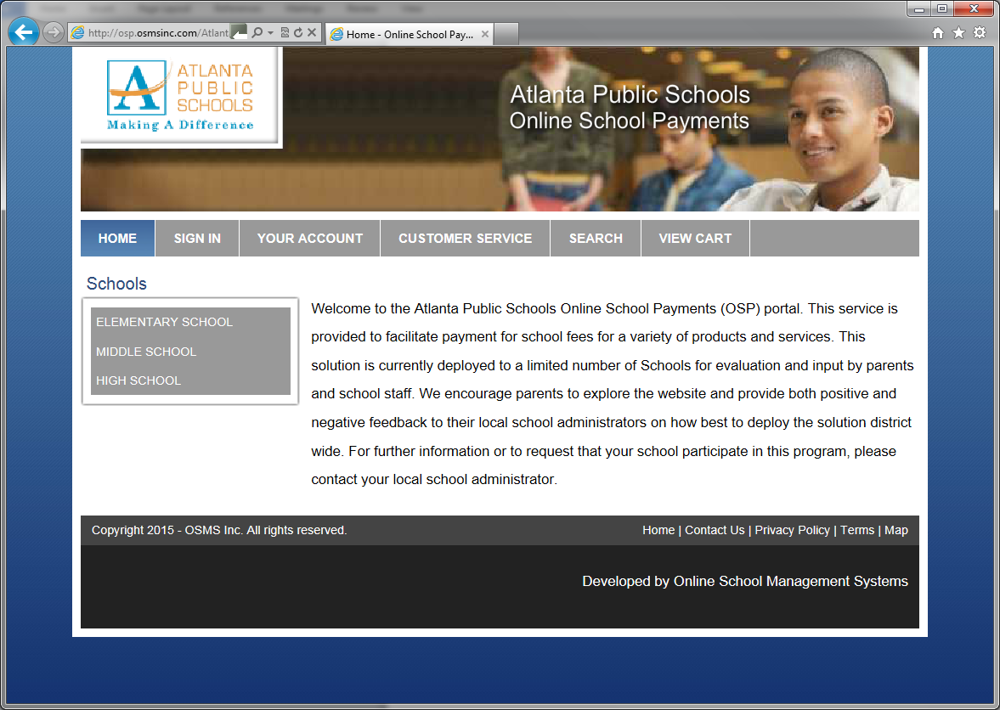 http://osp.osmsinc.com/Atlant
Home - Online School Pay...
ATLANTA
PUBLIC
SCHOOLS
Making A Difference
Atlanta Public Schools
Online School Payments
HOME
SIGN IN
YOUR ACCOUNT
CUSTOMER SERVICE
SEARCH
VIEW CART
Schools
ELEMENTARY SCHOOL
MIDDLE SCHOOL
HIGH SCHOOL
Welcome to the Atlanta Public Schools Online School Payments (OSP) portal. This service is
provided to facilitate payment for school fees for a variety of products and services. This
solution is currently deployed to a limited number of Schools for evaluation and input by parents
and school staff. We encourage parents to explore the website and provide both positive and
negative feedback to their local school administrators on how best to deploy the solution district
wide. For further information or to request that your school participate in this program, please
contact your local school administrator.
Copyright 2015 - OSMS Inc. All rights reserved.
Home | Contact Us | Privacy Policy | Terms | Map
Developed by Online School Management Systems